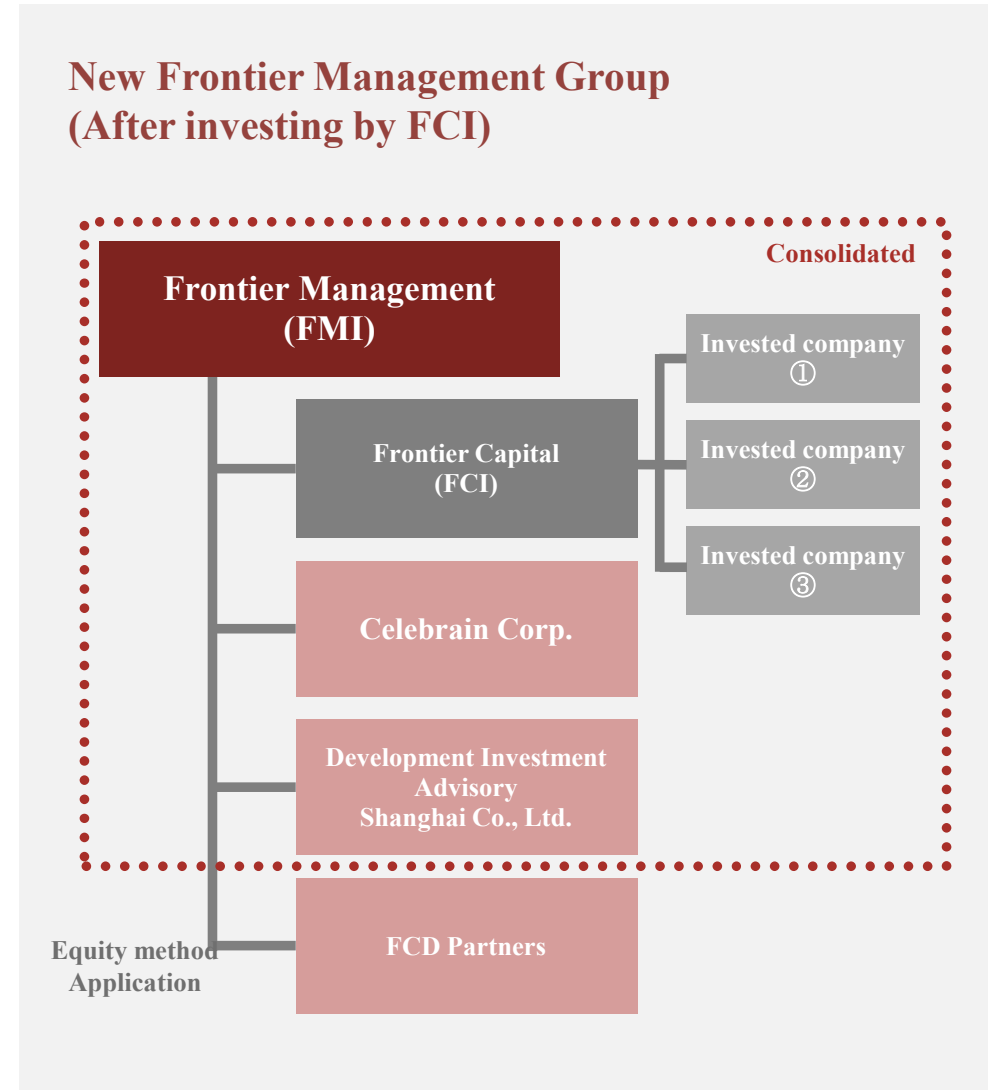 New Frontier Management Group
(After investing by FCI)
Consolidated
Frontier Management
(FMI)
Invested company
①
Frontier Capital
(FCI)
Invested company
②
Invested company
③
Celebrain Corp.
Development Investment
Advisory
Shanghai Co., Ltd.
Equity method
Application
FCD Partners